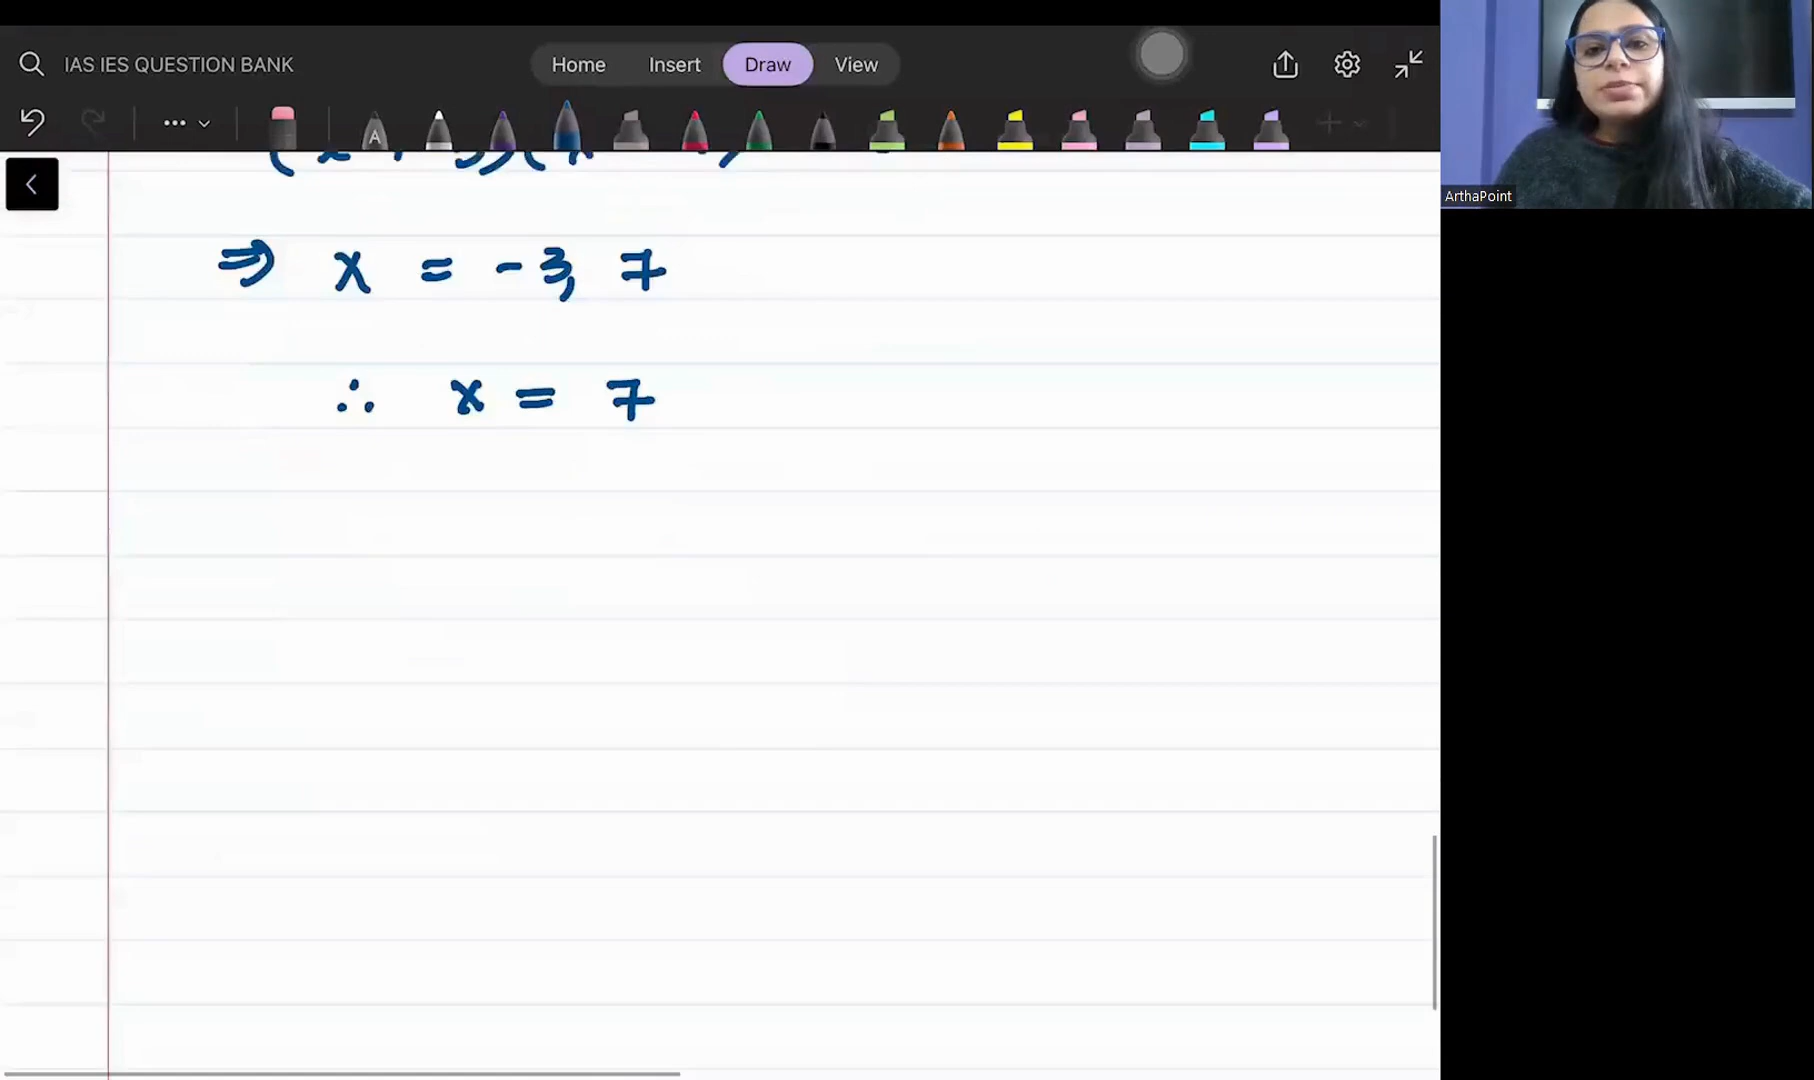 IAS IES QUESTION BANK
Home Insert Draw View
A
ArthaPoint
⇒ x = -3, 7
∴ x = 7